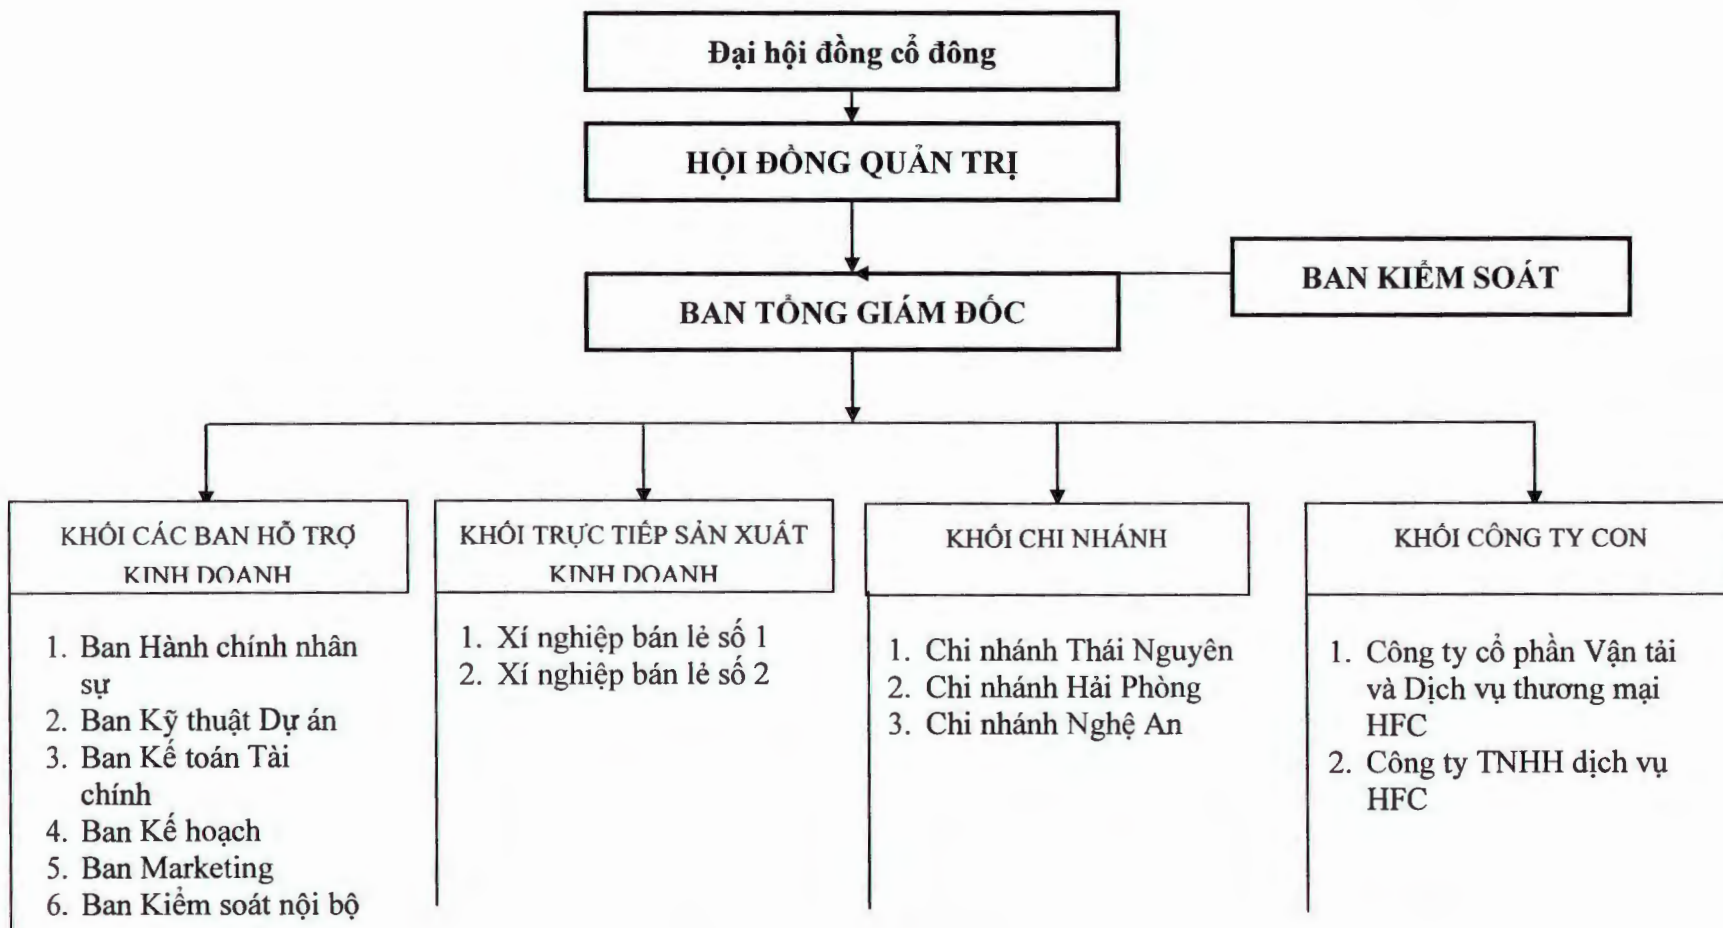 Đại hội đồng cổ đông
HỘI ĐỒNG QUẢN TRỊ
BAN KIỂM SOÁT
BAN TỔNG GIÁM ĐỐC
KHỐI CÁC BAN HỖ TRỢ
KINH DOANH
1. Ban Hành chính nhân
sự
2. Ban Kỹ thuật Dự án
3. Ban Kế toán Tài
chính
4. Ban Kế hoạch
5. Ban Marketing
6. Ban Kiểm soát nội bộ
KHỐI TRỰC TIẾP SẢN XUẤT
KINH DOANH
1. Xí nghiệp bán lẻ số 1
2. Xí nghiệp bán lẻ số 2
KHỐI CHI NHÁNH
1. Chi nhánh Thái Nguyên
2. Chi nhánh Hải Phòng
3. Chi nhánh Nghệ An
KHỐI CÔNG TY CON
1. Công ty cổ phần Vận tải
và Dịch vụ thương mại
HFC
2. Công ty TNHH dịch vụ
HFC